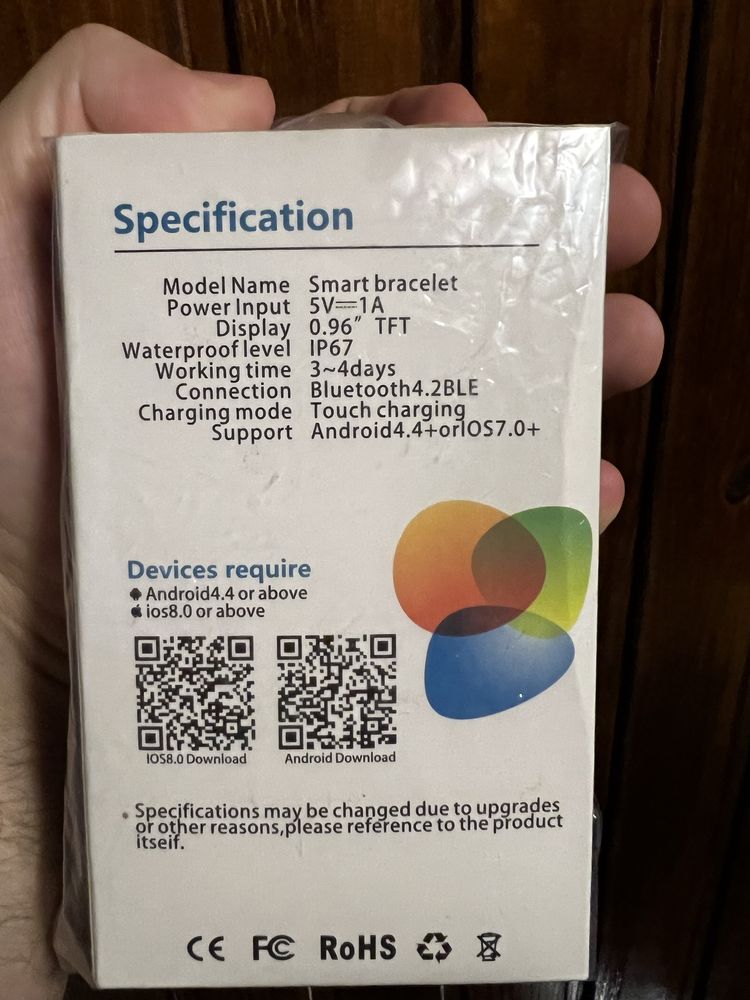 Specification
Model Name Smart bracelet
Power Input 5V⎓1A
Display 0.96” TFT
Waterproof level IP67
Working time 3~4days
Connection Bluetooth4.2BLE
Charging mode Touch charging
Support Android4.4+orIOS7.0+
Devices require
Android4.4 or above
ios8.0 or above
IOS8.0 Download
Android Download
Specifications may be changed due to upgrades
or other reasons,please reference to the product
itseif.
CE FC RoHS